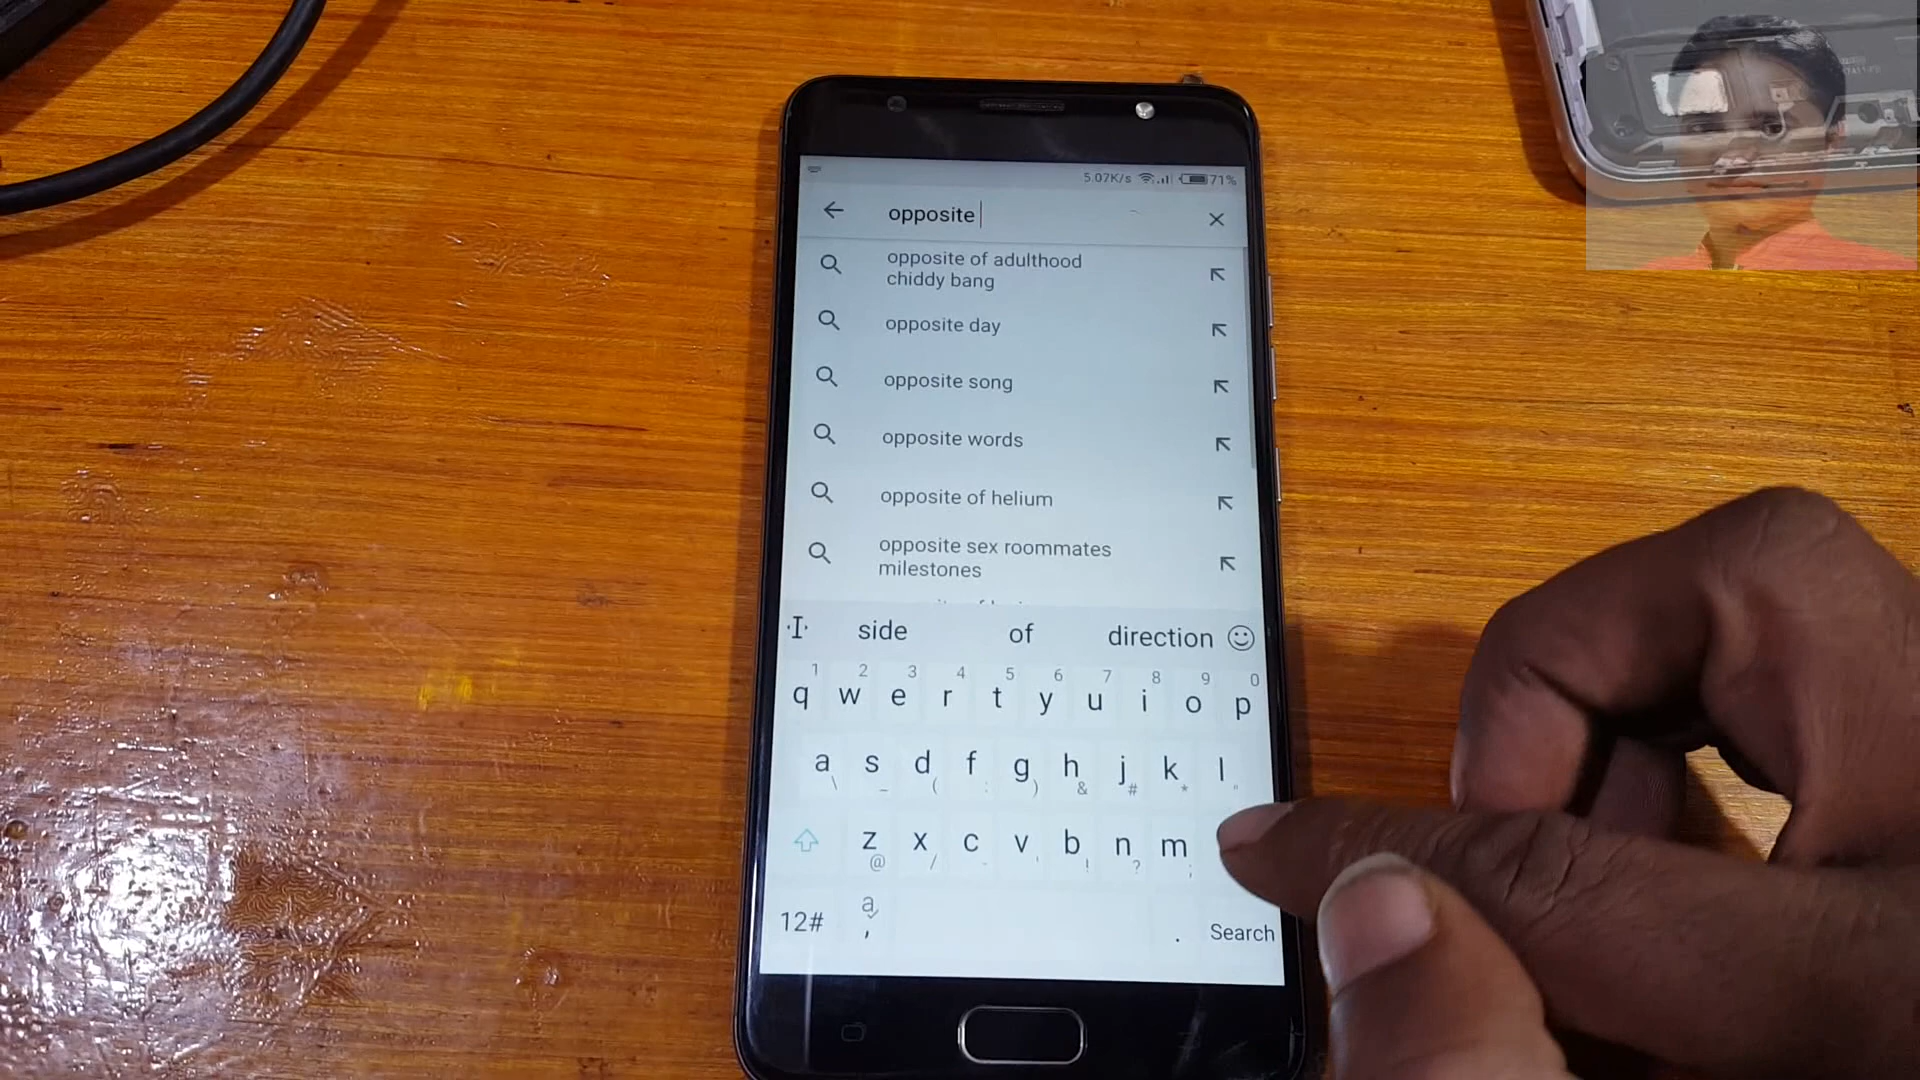 5.07K/s 71%
opposite
opposite of adulthood
chiddy bang
opposite day
opposite song
opposite words
opposite of helium
opposite sex roommates
milestones
side of direction
1 2 3 4 5 6 7 8 9 0
q w e r t y u i o p
a s d f g h j k l
\ _ ( : ) & # * "
z x c v b n m
@ / - ' ! ? ;
12# a , . Search